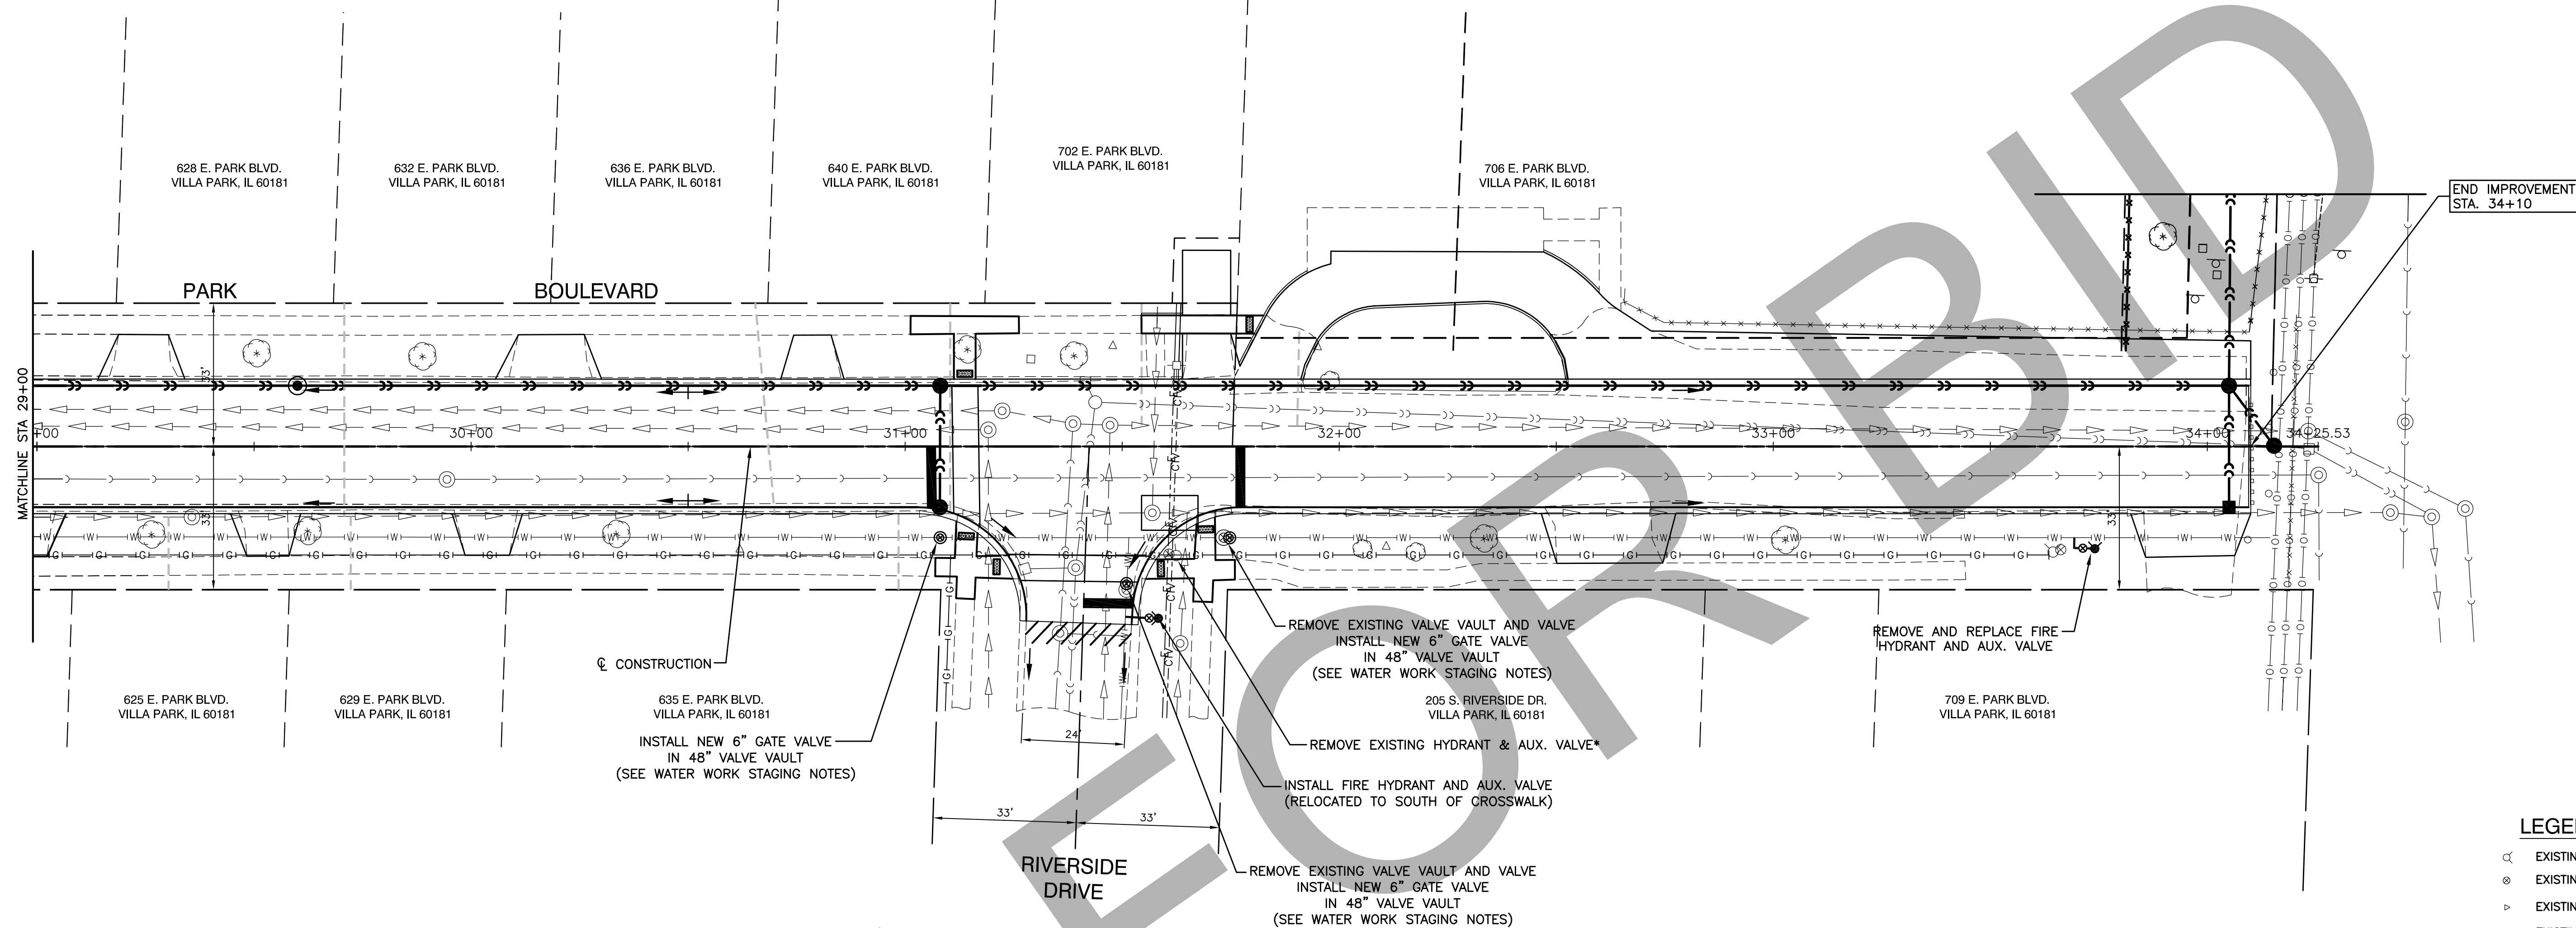 628 E. PARK BLVD.
VILLA PARK, IL 60181
632 E. PARK BLVD.
VILLA PARK, IL 60181
636 E. PARK BLVD.
VILLA PARK, IL 60181
640 E. PARK BLVD.
VILLA PARK, IL 60181
702 E. PARK BLVD.
VILLA PARK, IL 60181
706 E. PARK BLVD.
VILLA PARK, IL 60181
END IMPROVEMENT
STA. 34+10
PARK BOULEVARD
MATCHLINE STA 29+00
33'
33'
+00
30+00
31+00
32+00
33+00
34+00
34+25.53
33'
℄ CONSTRUCTION
625 E. PARK BLVD.
VILLA PARK, IL 60181
629 E. PARK BLVD.
VILLA PARK, IL 60181
635 E. PARK BLVD.
VILLA PARK, IL 60181
INSTALL NEW 6" GATE VALVE
IN 48" VALVE VAULT
(SEE WATER WORK STAGING NOTES)
24'
33'
33'
RIVERSIDE
DRIVE
REMOVE EXISTING VALVE VAULT AND VALVE
INSTALL NEW 6" GATE VALVE
IN 48" VALVE VAULT
(SEE WATER WORK STAGING NOTES)
205 S. RIVERSIDE DR.
VILLA PARK, IL 60181
REMOVE EXISTING HYDRANT & AUX. VALVE*
INSTALL FIRE HYDRANT AND AUX. VALVE
(RELOCATED TO SOUTH OF CROSSWALK)
REMOVE EXISTING VALVE VAULT AND VALVE
INSTALL NEW 6" GATE VALVE
IN 48" VALVE VAULT
(SEE WATER WORK STAGING NOTES)
REMOVE AND REPLACE FIRE
HYDRANT AND AUX. VALVE
709 E. PARK BLVD.
VILLA PARK, IL 60181
FOR BID
LEGE
EXISTIN
EXISTIN
EXISTIN